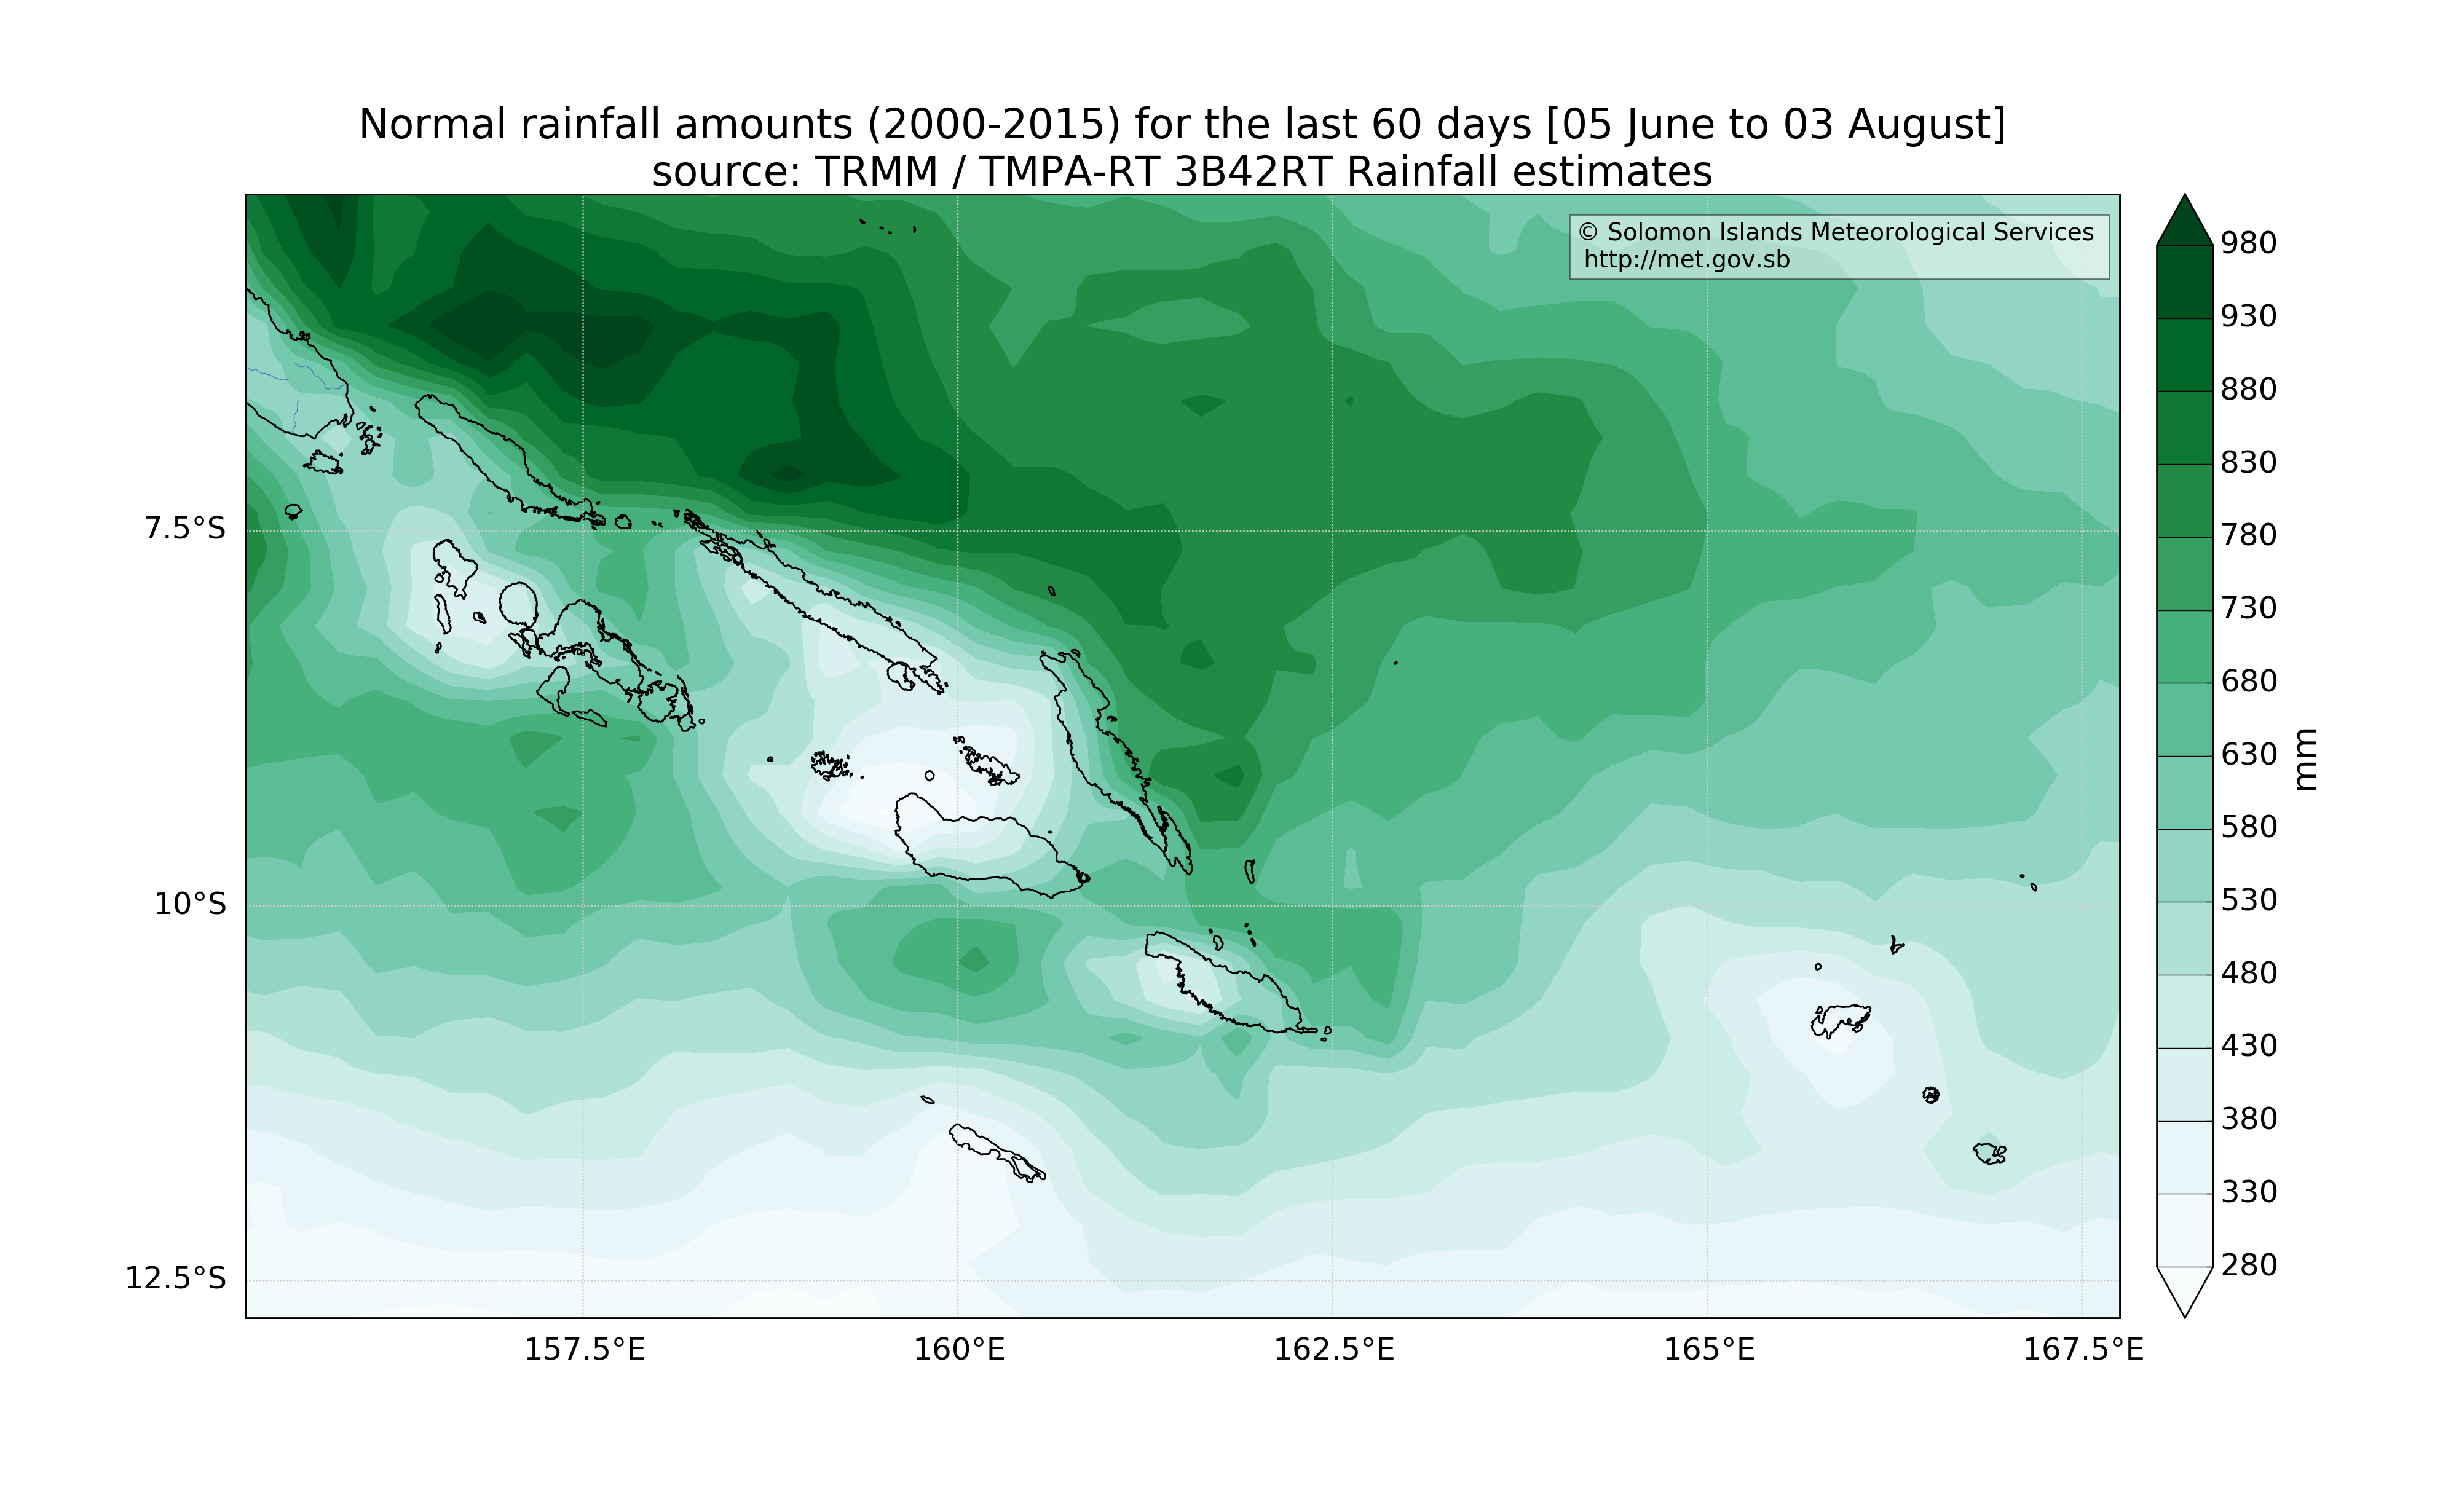 Normal rainfall amounts (2000-2015) for the last 60 days [05 June to 03 August]
source: TRMM / TMPA-RT 3B42RT Rainfall estimates
© Solomon Islands Meteorological Services
http://met.gov.sb
980
930
880
830
780
730
680
630
580
530
480
430
380
330
280
mm
7.5°S
10°S
12.5°S
157.5°E
160°E
162.5°E
165°E
167.5°E